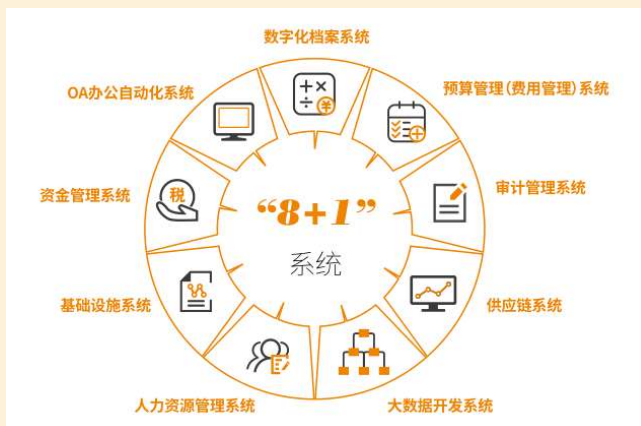 数字化档案系统
OA办公自动化系统
预算管理(费用管理)系统
资金管理系统
税
审计管理系统
“8+1”
系统
基础设施系统
供应链系统
人力资源管理系统
大数据开发系统